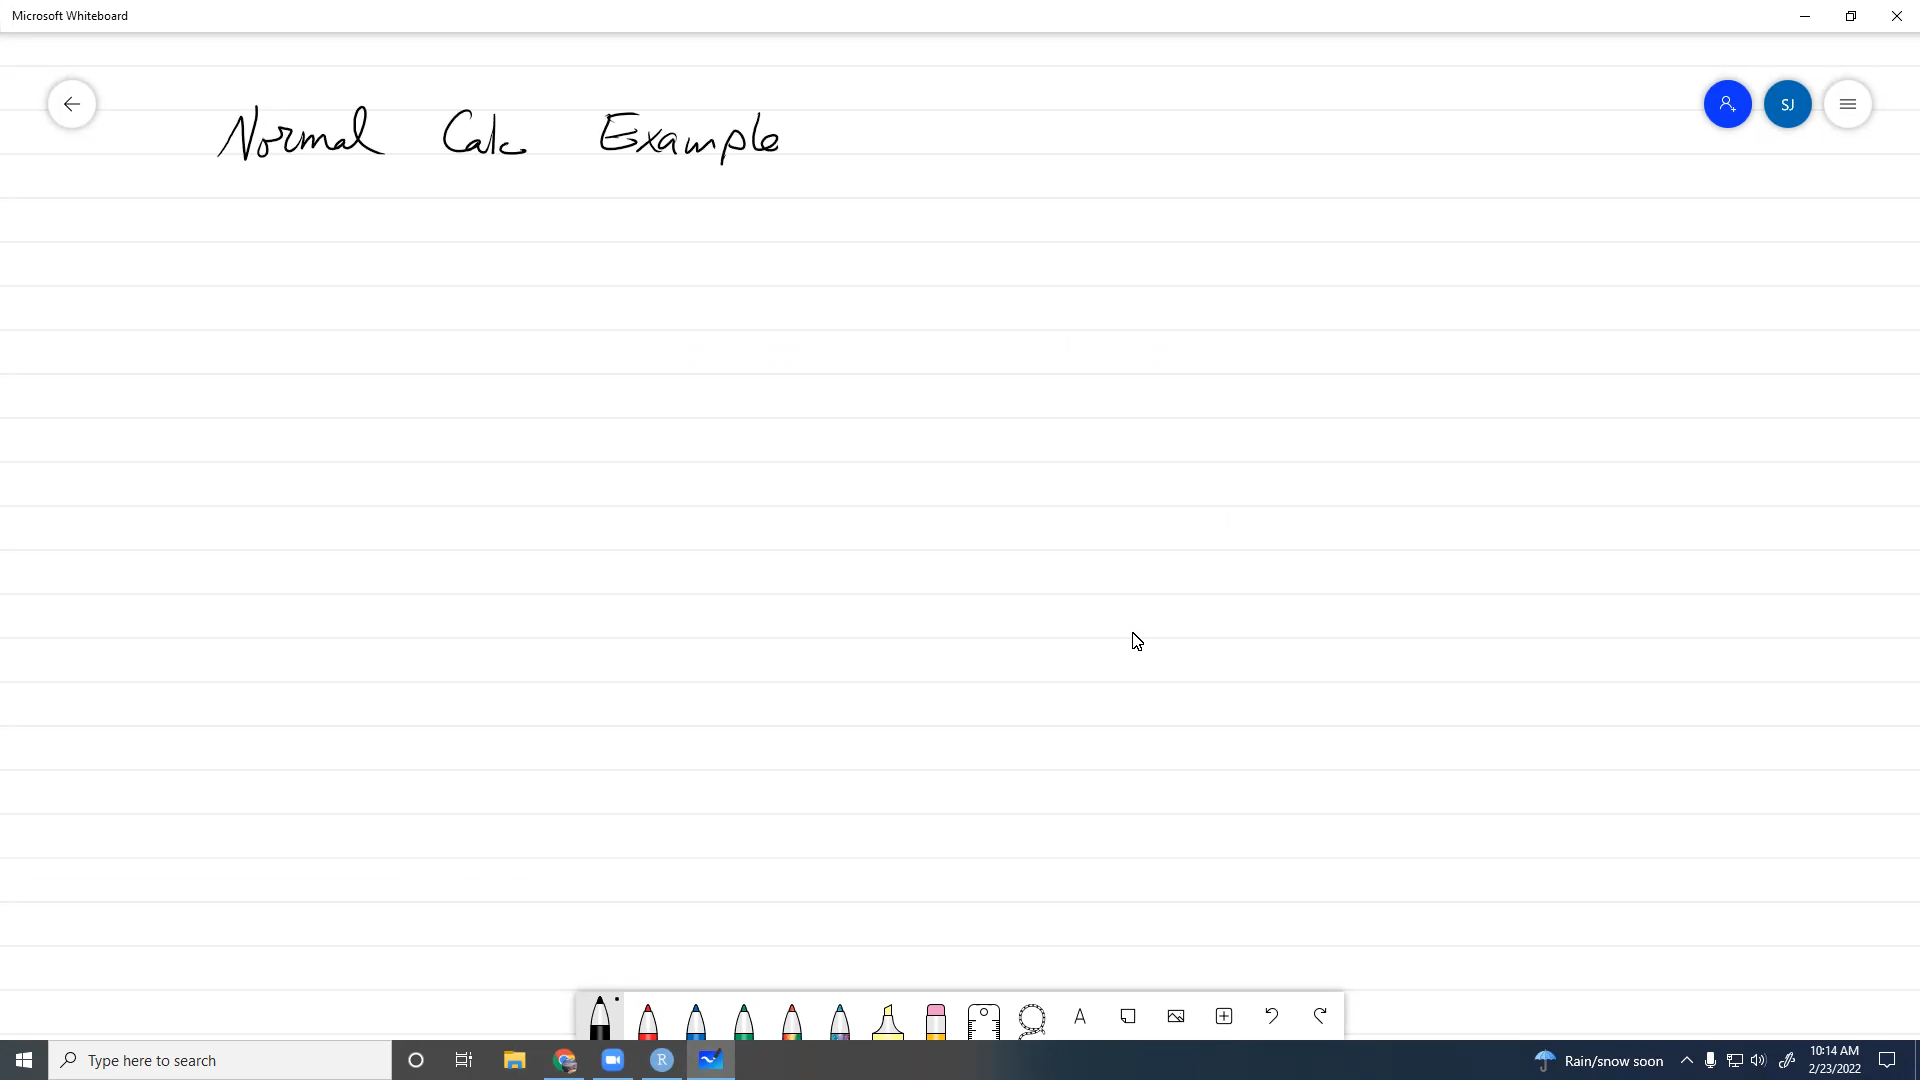 Microsoft Whiteboard
SJ
Normal Calc Example
A
Type here to search
R
Rain/snow soon
10:14 AM
2/23/2022